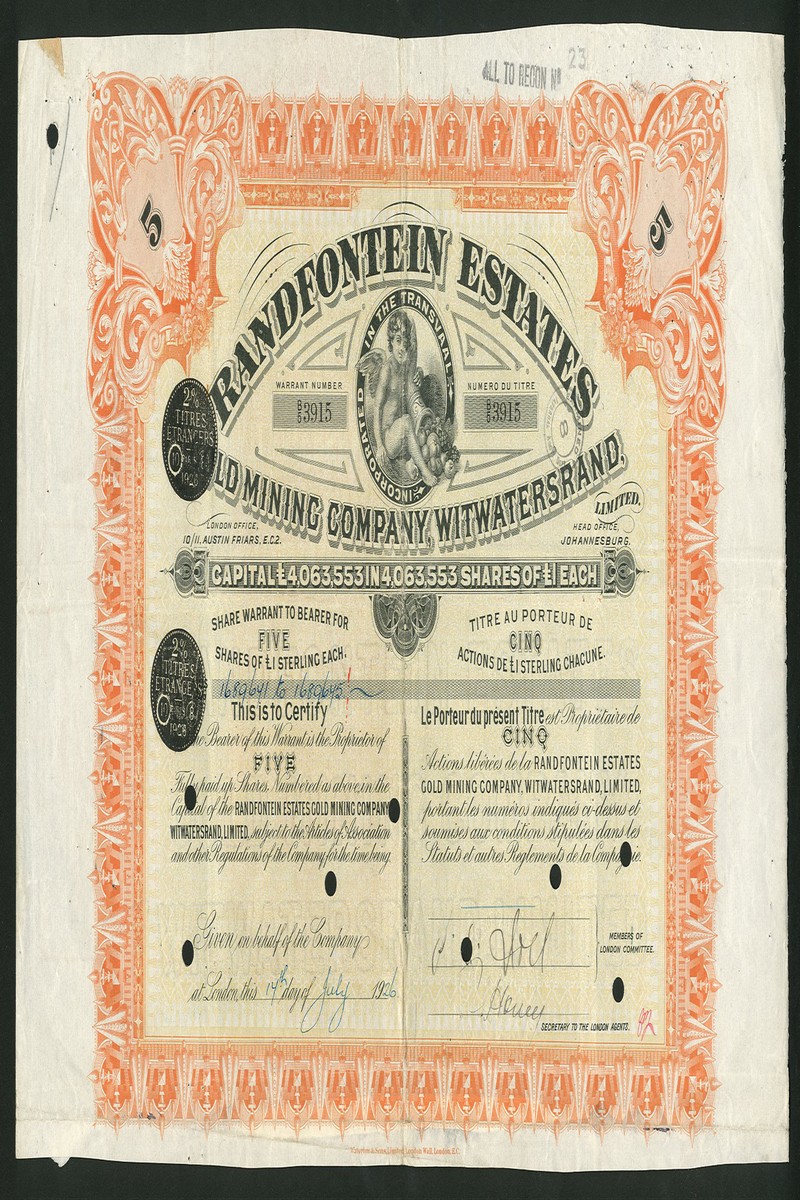 ALL TO RECON Nº 23
5
5
RANDFONTEIN ESTATES
INCORPORATED IN THE TRANSVAAL
WARRANT NUMBER
B/5 3915
NUMERO DU TITRE
B/5 3915
2%
TITRES
ETRANGERS
1928
LD MINING COMPANY, WITWATERSRAND,
LIMITED,
LONDON OFFICE,
10/11. AUSTIN FRIARS, E.C.2.
HEAD OFFICE,
JOHANNESBURG.
CAPITAL £4,063,553 IN 4,063,553 SHARES OF £1 EACH
SHARE WARRANT TO BEARER FOR
FIVE
SHARES OF £1 STERLING EACH.
TITRE AU PORTEUR DE
CINQ
ACTIONS DE £1 STERLING CHACUNE.
2%
TITRES
ETRANGERS
1928
1689641 to 1689645
This is to Certify
Bearer of this Warrant is the Proprietor of
FIVE
Fully paid up Shares, Numbered as above, in the
Capital of the RANDFONTEIN ESTATES GOLD MINING COMPANY
WITWATERSRAND, LIMITED, subject to the Articles of Association
and other Regulations of the Company for the time being.
Le Porteur du présent Titre est Propriétaire de
CINQ
Actions libérées de la RANDFONTEIN ESTATES
GOLD MINING COMPANY, WITWATERSRAND, LIMITED,
portant les numéros indiqués ci-dessus et
soumises aux conditions stipulées dans les
Statuts et autres Reglements de la Compagnie.
Given on behalf of the Company
at London, this 14th day of July 1926
MEMBERS OF
LONDON COMMITTEE.
SECRETARY TO THE LONDON AGENTS.
London Wall, London, E.C.